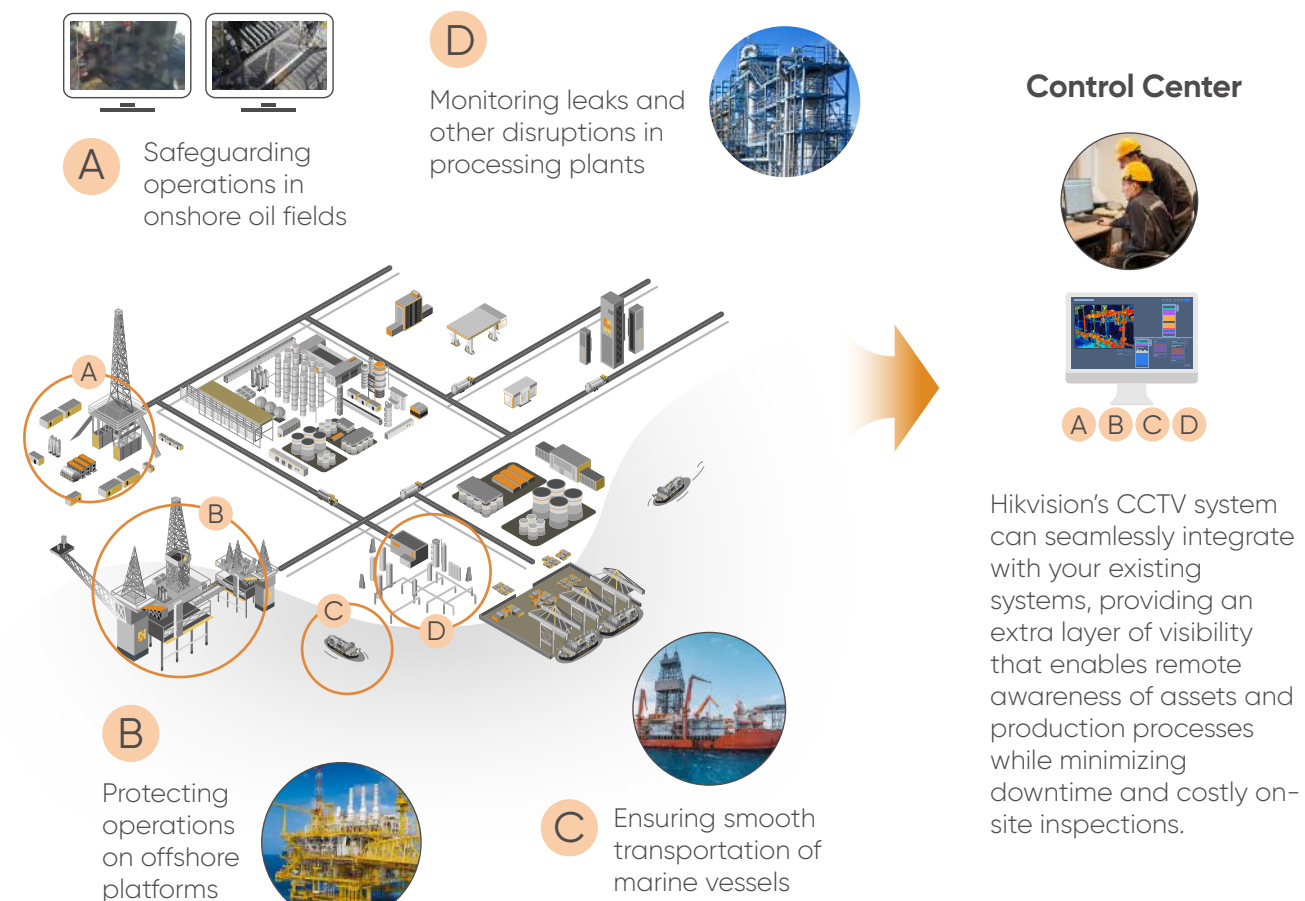 A
Safeguarding
operations in
onshore oil fields
D
Monitoring leaks and
other disruptions in
processing plants
Control Center
A
B
C
D
A B C D
B
Protecting
operations
on offshore
platforms
C
Ensuring smooth
transportation of
marine vessels
Hikvision’s CCTV system
can seamlessly integrate
with your existing
systems, providing an
extra layer of visibility
that enables remote
awareness of assets and
production processes
while minimizing
downtime and costly on-
site inspections.